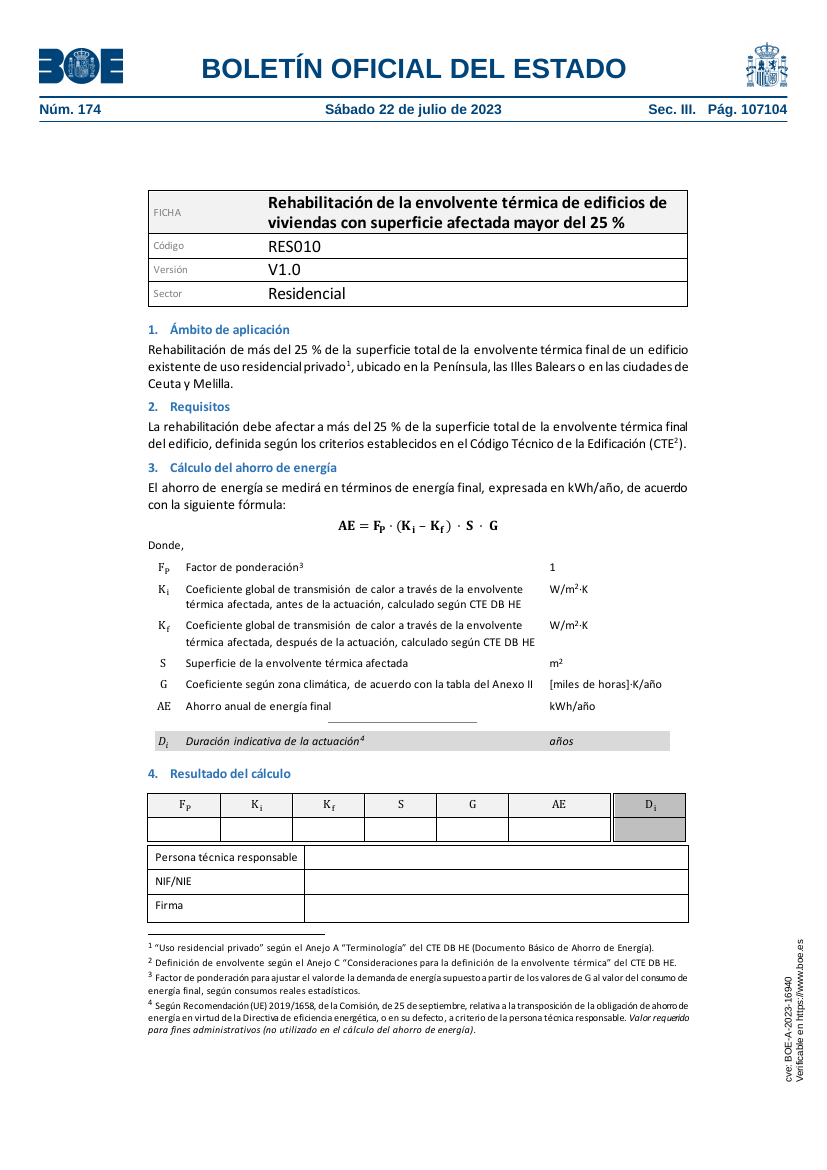 BOE
BOLETÍN OFICIAL DEL ESTADO
Núm. 174 Sábado 22 de julio de 2023 Sec. III. Pág. 107104
FICHA Rehabilitación de la envolvente térmica de edificios de
viviendas con superficie afectada mayor del 25 %
Código RES010
Versión V1.0
Sector Residencial
1. Ámbito de aplicación
Rehabilitación de más del 25 % de la superficie total de la envolvente térmica final de un edificio
existente de uso residencial privado¹, ubicado en la Península, las Illes Balears o en las ciudades de
Ceuta y Melilla.
2. Requisitos
La rehabilitación debe afectar a más del 25 % de la superficie total de la envolvente térmica final
del edificio, definida según los criterios establecidos en el Código Técnico de la Edificación (CTE²).
3. Cálculo del ahorro de energía
El ahorro de energía se medirá en términos de energía final, expresada en kWh/año, de acuerdo
con la siguiente fórmula:
AE = F_P · (K_i – K_f) · S · G
Donde,
F_P Factor de ponderación³ 1
K_i Coeficiente global de transmisión de calor a través de la envolvente W/m²·K
térmica afectada, antes de la actuación, calculado según CTE DB HE
K_f Coeficiente global de transmisión de calor a través de la envolvente W/m²·K
térmica afectada, después de la actuación, calculado según CTE DB HE
S Superficie de la envolvente térmica afectada m²
G Coeficiente según zona climática, de acuerdo con la tabla del Anexo II [miles de horas]·K/año
AE Ahorro anual de energía final kWh/año
D_i Duración indicativa de la actuación⁴ años
4. Resultado del cálculo
F_P K_i K_f S G AE D_i
Persona técnica responsable
NIF/NIE
Firma
¹ “Uso residencial privado” según el Anejo A “Terminología” del CTE DB HE (Documento Básico de Ahorro de Energía).
² Definición de envolvente según el Anejo C “Consideraciones para la definición de la envolvente térmica” del CTE DB HE.
³ Factor de ponderación para ajustar el valor de la demanda de energía supuesto a partir de los valores de G al valor del consumo de
energía final, según consumos reales estadísticos.
⁴ Según Recomendación (UE) 2019/1658, de la Comisión, de 25 de septiembre, relativa a la transposición de la obligación de ahorro de
energía en virtud de la Directiva de eficiencia energética, o en su defecto, a criterio de la persona técnica responsable. Valor requerido
para fines administrativos (no utilizado en el cálculo del ahorro de energía).
cve: BOE-A-2023-16940
Verificable en https://www.boe.es